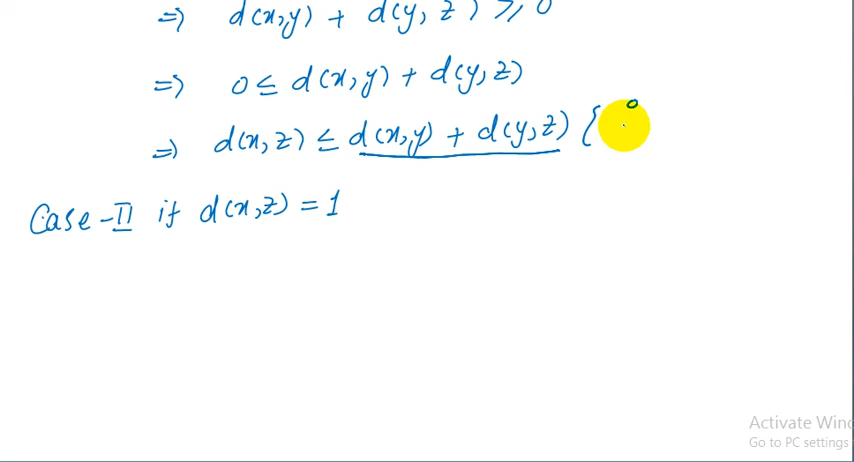 ⇒ d(x,y) + d(y,z) ≥ 0
⇒ 0 ≤ d(x,y) + d(y,z)
⇒ d(x,z) ≤ d(x,y) + d(y,z) {
Case-II if d(x,z) = 1
Activate Win
Go to PC settings